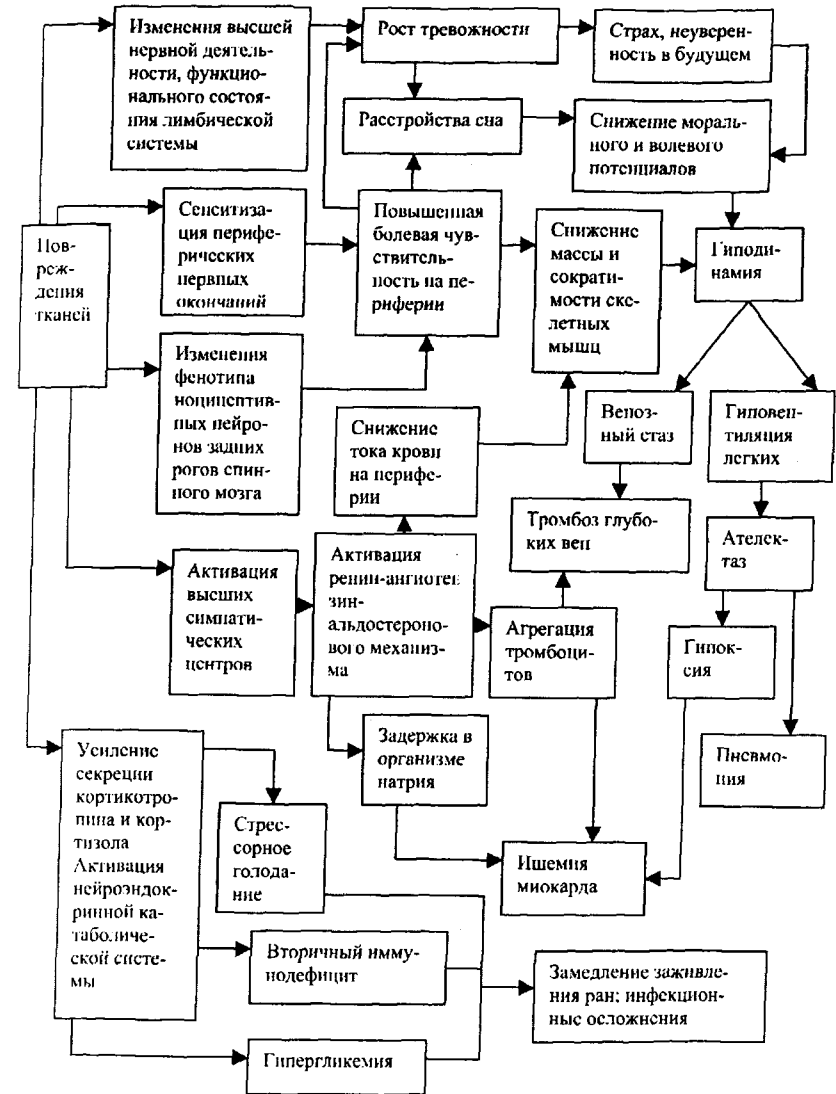 Изменения высшей
нервной деятель-
ности, функцио-
нального состоя-
ния лимбической
системы
Рост тревожности
Страх, неуверен-
ность в будущем
Расстройства сна
Снижение мораль-
ного и волевого
потенциалов
Пов-
реж-
дения
тканей
Сенситиза-
ция перифе-
рических
нервных
окончаний
Повышенная
болевая чув-
ствитель-
ность на пе-
риферии
Снижение
массы и
сократи-
мости ске-
летных
мышц
Гиподи-
намия
Изменения
фенотипа
ноцицептив-
ных нейро-
нов задних
рогов спин-
ного мозга
Снижение
тока крови
на перифе-
рии
Веноз-
ный стаз
Гиповен-
тиляция
легких
Тромбоз глубо-
ких вен
Ателек-
таз
Активация
высших
симпати-
ческих
центров
Активация
ренин-ангиотен
зин-
альдостероно-
вого механиз-
ма
Агрегация
тромбоци-
тов
Гипок-
сия
Задержка в
организме
натрия
Пневмо-
ния
Усиление
секреции
кортикотро-
пина и кор-
тизола
Активация
нейроэндок-
ринной ка-
таболиче-
ской систе-
мы
Стрес-
сорное
голода-
ние
Ишемия
миокарда
Вторичный имму-
нодефицит
Замедление заживле-
ния ран; инфекцион-
ные осложнения
Гипергликемия